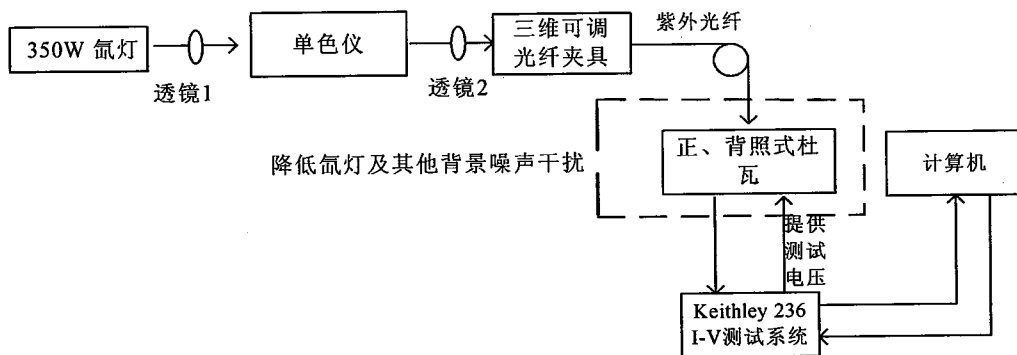 350W 氙灯
透镜1
单色仪
透镜2
三维可调
光纤夹具
紫外光纤
降低氙灯及其他背景噪声干扰
正、背照式杜
瓦
计算机
提供
测试
电压
Keithley 236
I-V测试系统